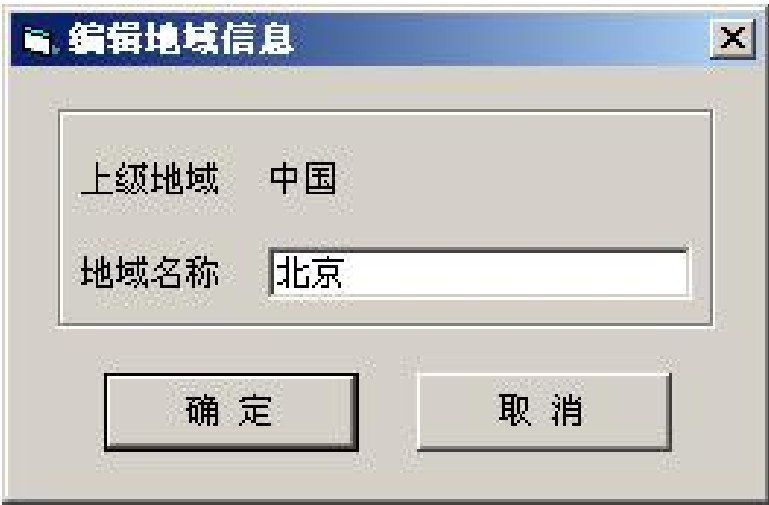 编辑地域信息
上级地域 中国
地域名称 北京
确 定 取 消